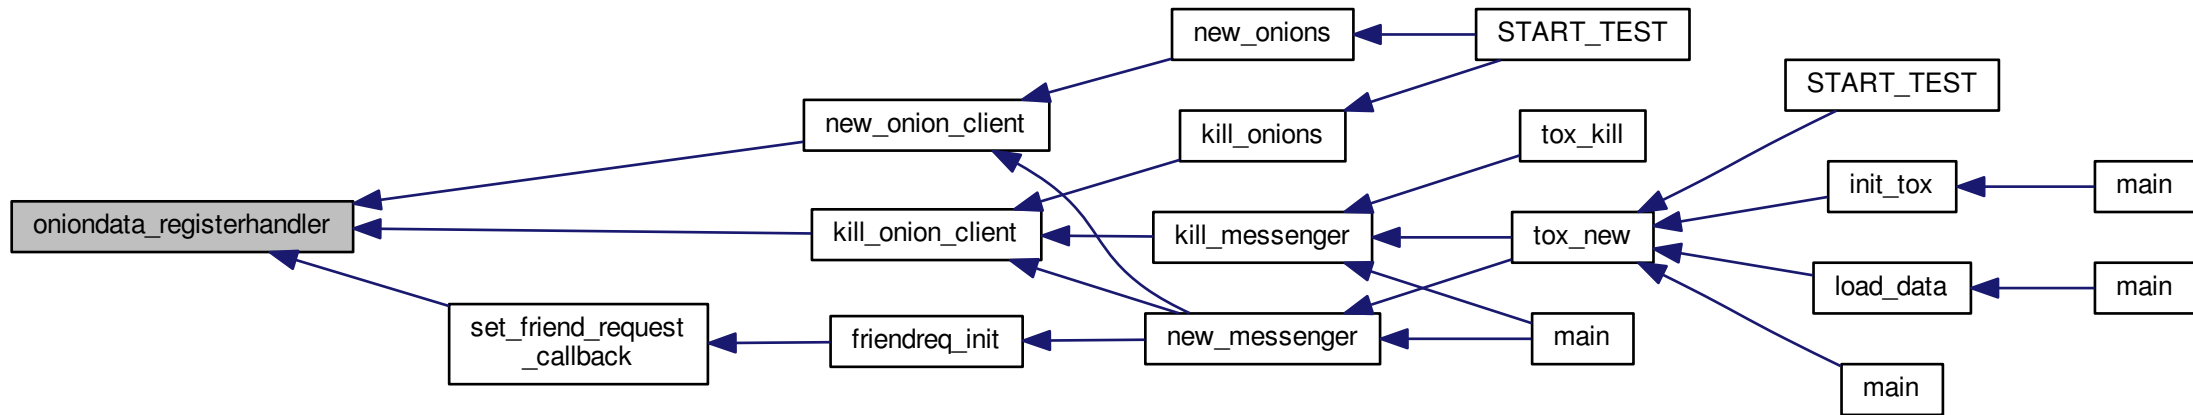 oniondata_registerhandler
new_onion_client
kill_onion_client
set_friend_request
_callback
friendreq_init
new_onions
kill_onions
kill_messenger
new_messenger
START_TEST
tox_kill
tox_new
main
START_TEST
init_tox
load_data
main
main
main